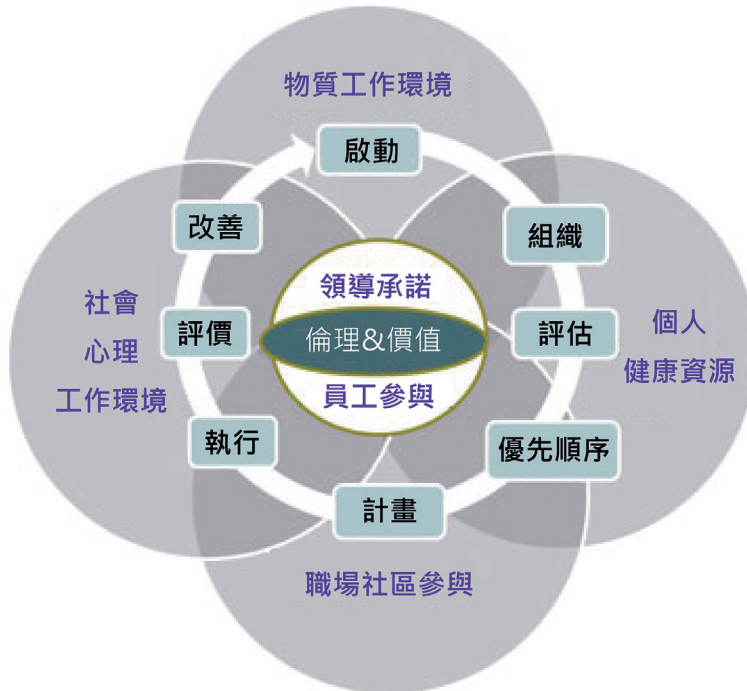 物質工作環境
啟動
改善
組織
領導承諾
社會
心理
工作環境
評價
倫理&價值
評估
個人
健康資源
員工參與
執行
優先順序
計畫
職場社區參與